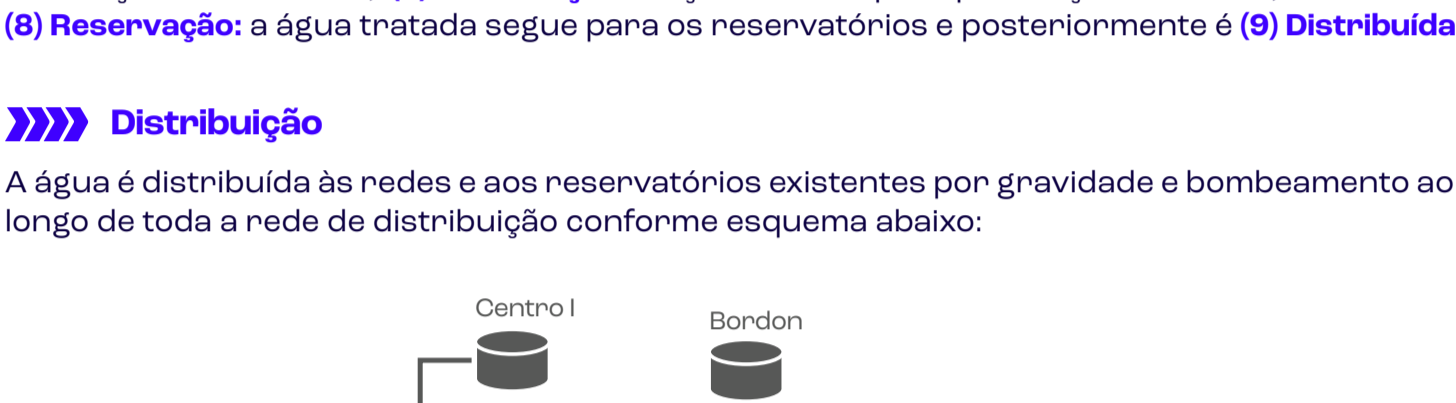 (8) Reservação: a água tratada segue para os reservatórios e posteriormente é (9) Distribuída
Distribuição
A água é distribuída às redes e aos reservatórios existentes por gravidade e bombeamento ao
longo de toda a rede de distribuição conforme esquema abaixo:
Centro I
Bordon